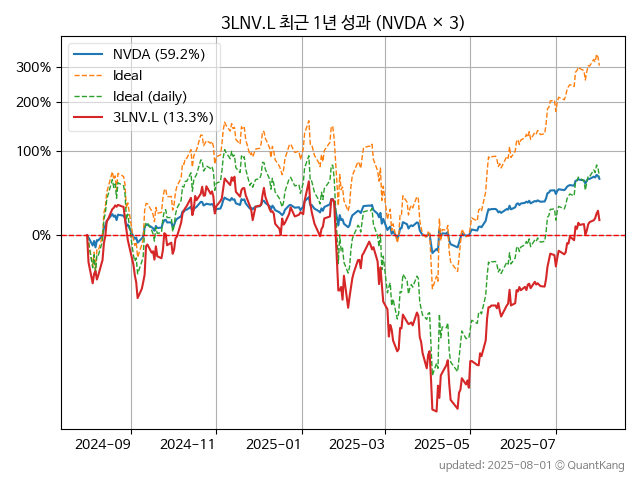 3LNV.L 최근 1년 성과 (NVDA × 3)
NVDA (59.2%)
Ideal
Ideal (daily)
3LNV.L (13.3%)
300%
200%
100%
0%
2024-09
2024-11
2025-01
2025-03
2025-05
2025-07
updated: 2025-08-01 © QuantKang